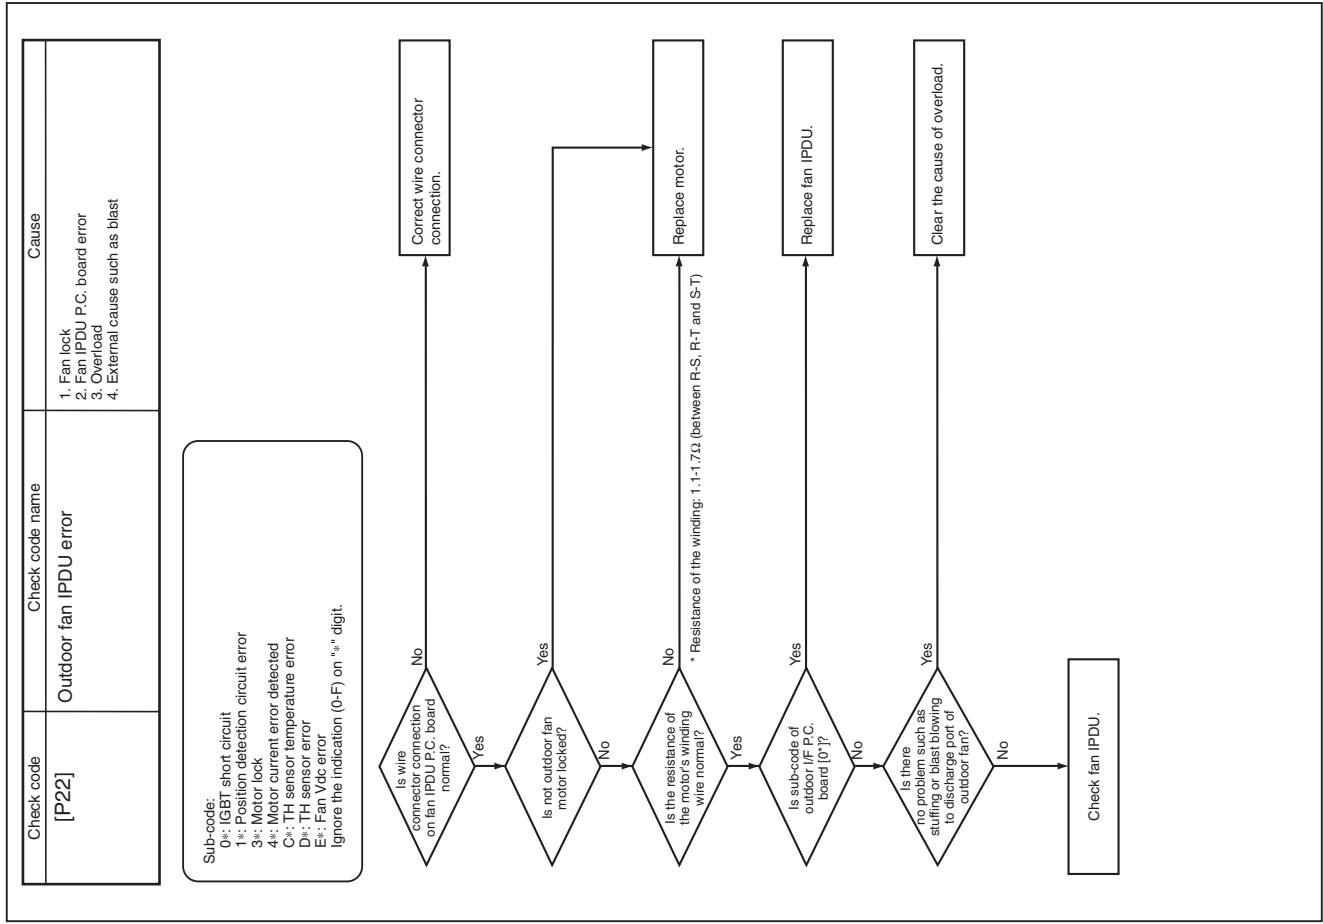 Check code
Check code name
Cause
[P22]
Outdoor fan IPDU error
1. Fan lock
2. Fan IPDU P.C. board error
3. Overload
4. External cause such as blast
Sub-code:
0*: IGBT short circuit
1*: Position detection circuit error
3*: Motor lock
4*: Motor current error detected
C*: TH sensor temperature error
D*: TH sensor error
E*: Fan Vdc error
Ignore the indication (0-F) on "*" digit.
Is wire
connector connection
on fan IPDU P.C. board
normal?
No
Correct wire connector
connection.
Yes
Is not outdoor fan
motor locked?
Yes
No
Is the resistance of
the motor's winding
wire normal?
No
Replace motor.
* Resistance of the winding: 1.1-1.7Ω (between R-S, R-T and S-T)
Yes
Is sub-code of
outdoor I/F P.C.
board [0*]?
Yes
Replace fan IPDU.
No
Is there
no problem such as
stuffing or blast blowing
to discharge port of
outdoor fan?
Yes
Clear the cause of overload.
No
Check fan IPDU.